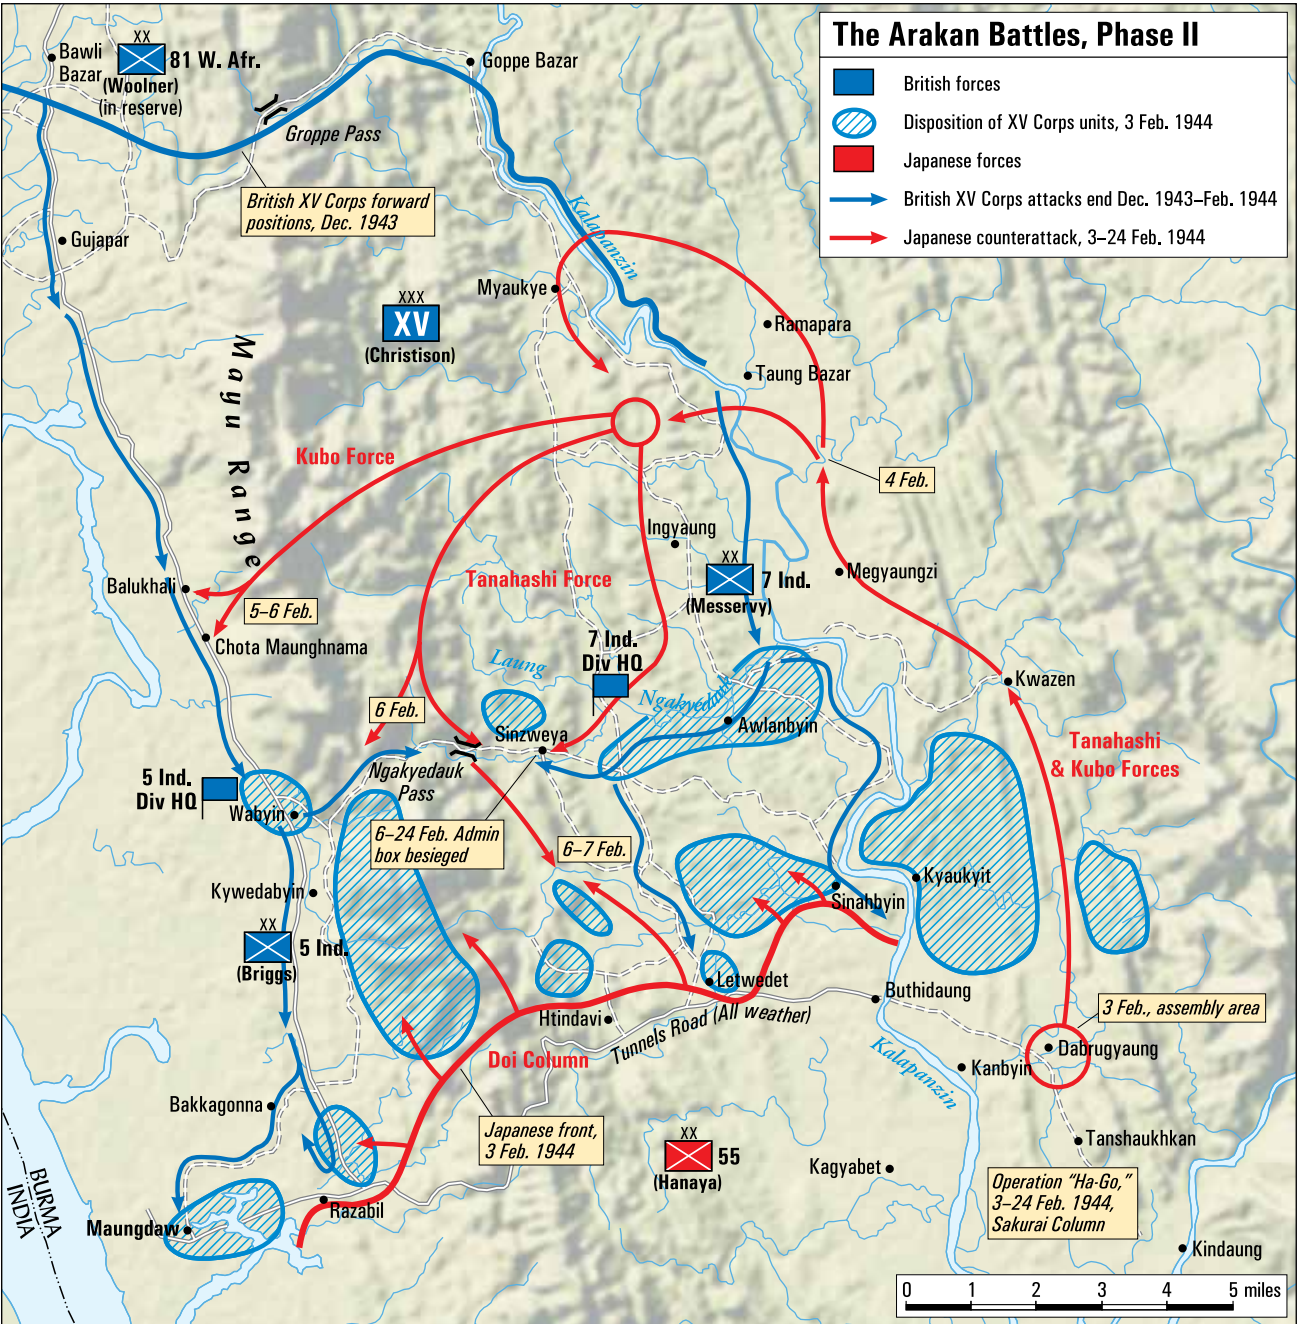 The Arakan Battles, Phase II
British forces
Disposition of XV Corps units, 3 Feb. 1944
Japanese forces
British XV Corps attacks end Dec. 1943–Feb. 1944
Japanese counterattack, 3–24 Feb. 1944
Bawli
Bazar
XX
81 W. Afr.
(Woolner)
(in reserve)
Goppe Bazar
Groppe Pass
British XV Corps forward
positions, Dec. 1943
Gujapar
Kalapanzin
Myaukye
XXX
XV
(Christison)
Ramapara
Taung Bazar
Mayu Range
Kubo Force
4 Feb.
Ingyaung
XX
7 Ind.
(Messervy)
Megyaungzi
Tanahashi Force
Balukhali
5–6 Feb.
Chota Maunghnama
7 Ind.
Div HQ
Laung
Ngakyedauk
Kwazen
6 Feb.
Sinzweya
Awlanbyin
Tanahashi
& Kubo Forces
Ngakyedauk
Pass
5 Ind.
Div HQ
Wabyin
6–24 Feb. Admin
box besieged
6–7 Feb.
Kywedabyin
Kyaukyit
Sinahbyin
XX
5 Ind.
(Briggs)
Letwedet
Buthidaung
3 Feb., assembly area
Htindavi
Tunnels Road (All weather)
Doi Column
Kalapanzin
Dabrugyaung
Kanbyin
Bakkagonna
Japanese front,
3 Feb. 1944
XX
55
(Hanaya)
Tanshaukhkan
Kagyabet
Operation “Ha-Go,”
3–24 Feb. 1944,
Sakurai Column
BURMA
INDIA
Razabil
Maungdaw
Kindaung
0 1 2 3 4 5 miles